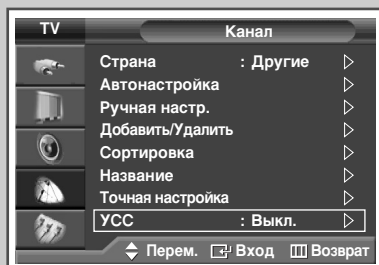 TV
Канал
Страна : Другие
Автонастройка
Ручная настр.
Добавить/Удалить
Сортировка
Название
Точная настройка
УСС : Выкл.
Перем. Вход Возврат